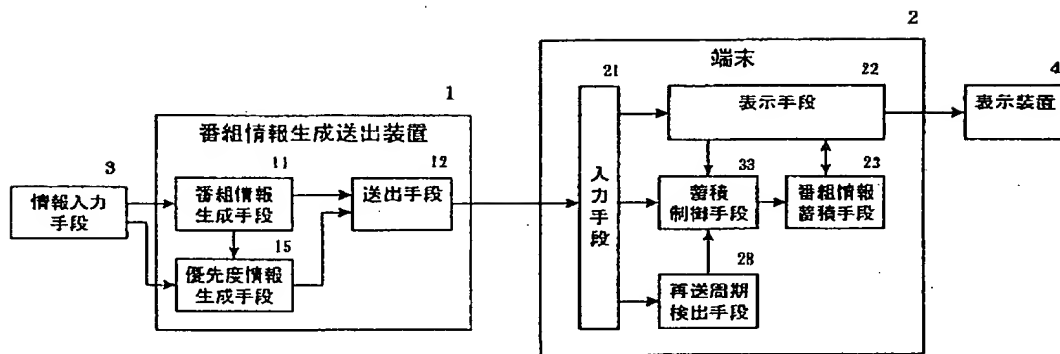 2
端末
21
22
4
1
表示手段
表示装置
番組情報生成送出装置
3
11
12
入力手段
33
23
情報入力
手段
番組情報
生成手段
送出手段
蓄積
制御手段
番組情報
蓄積手段
15
28
優先度情報
生成手段
再送周期
検出手段